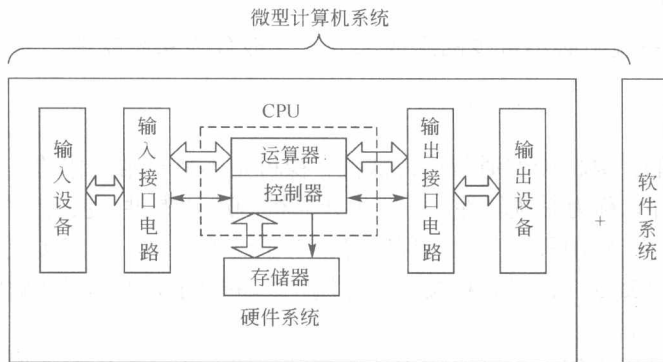 微型计算机系统
CPU
输入设备
输入接口电路
运算器
控制器
输出接口电路
输出设备
+
软件系统
存储器
硬件系统